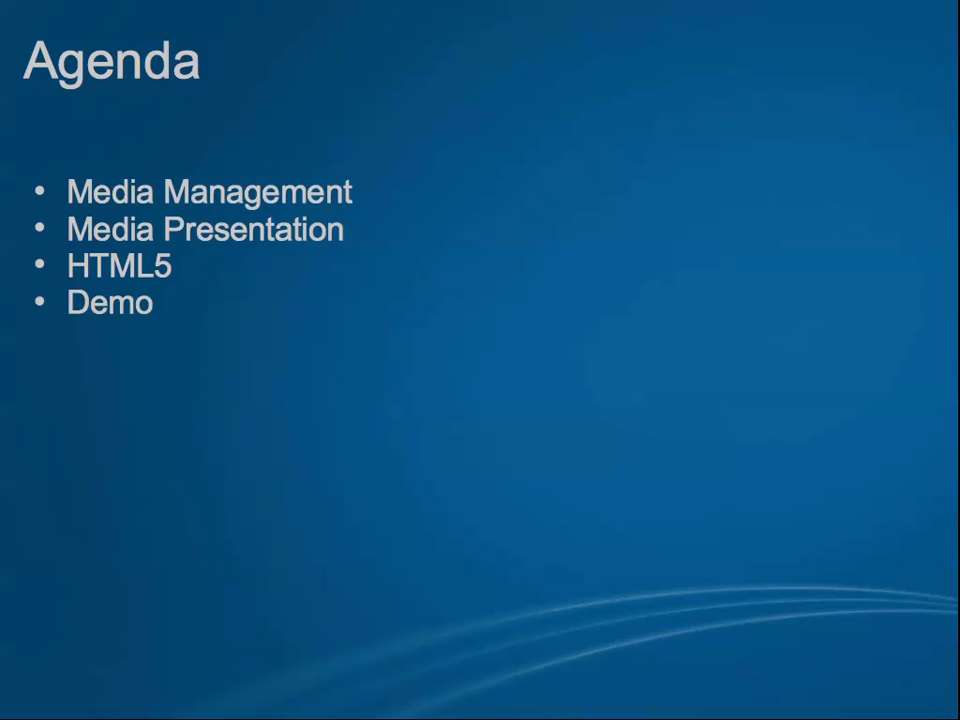 Agenda
• Media Management
• Media Presentation
• HTML5
• Demo